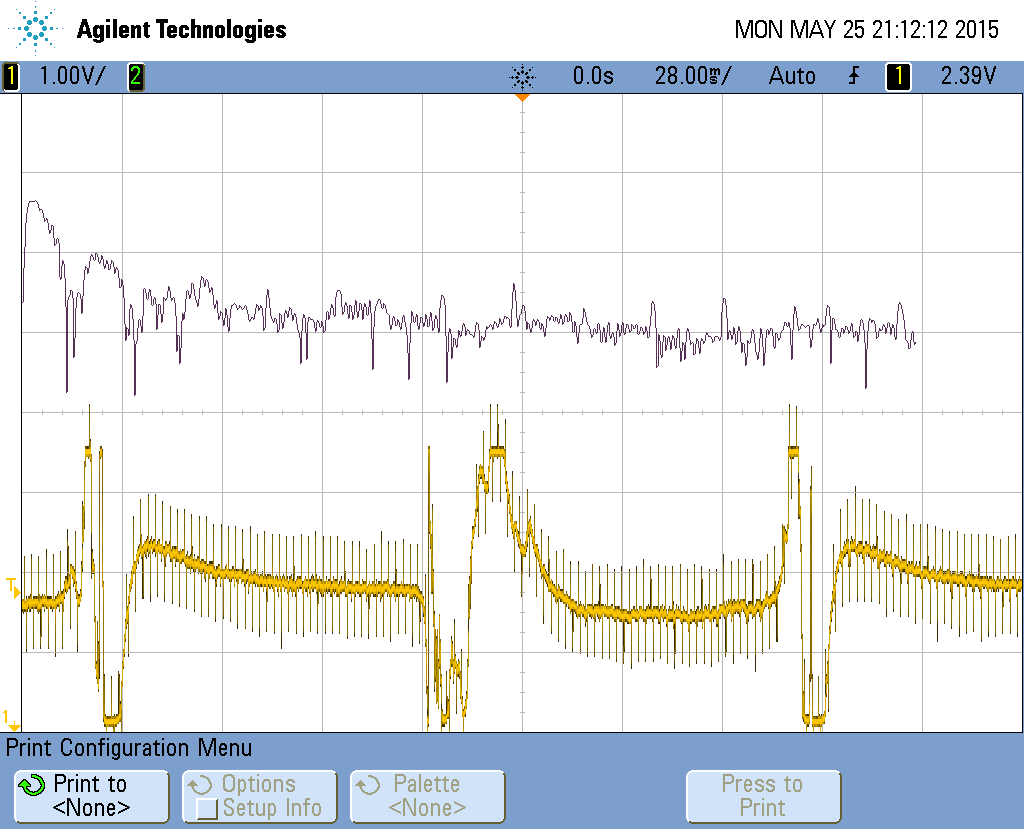 Agilent Technologies
MON MAY 25 21:12:12 2015
1 1.00V/ 2 0.0s 28.00ms/ Auto 1 2.39V
T
1
Print Configuration Menu
Print to
<None>
Options
Setup Info
Palette
<None>
Press to
Print